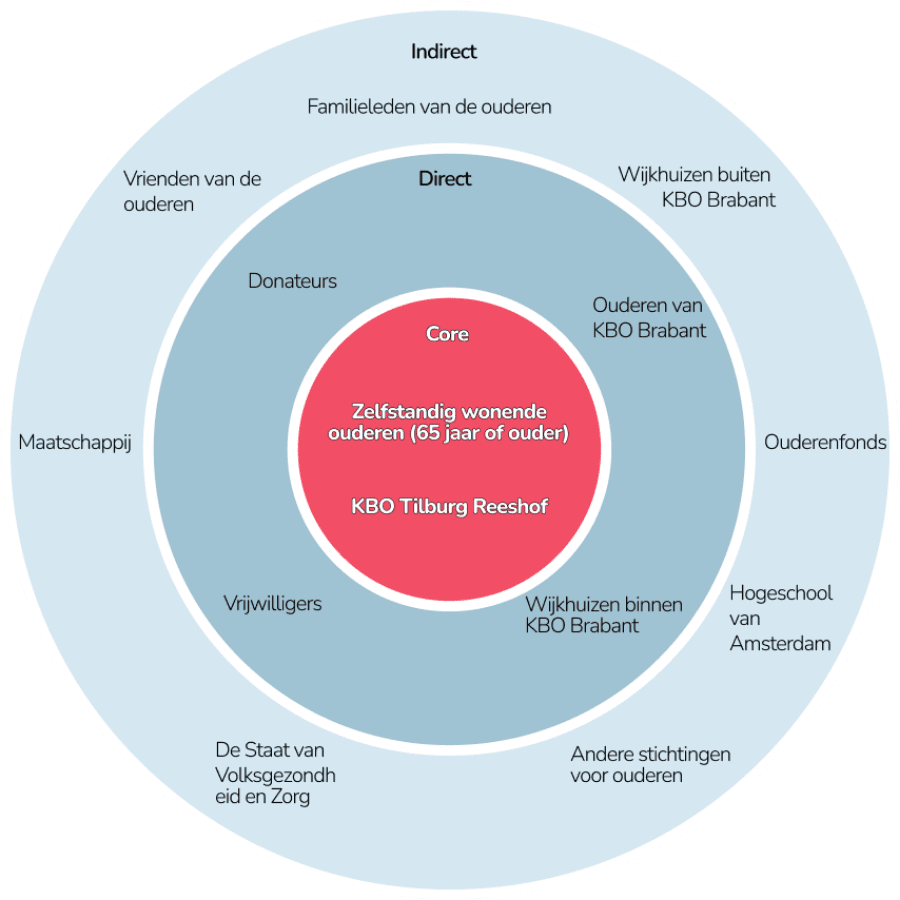 Indirect
Familieleden van de ouderen
Vrienden van de
ouderen
Wijkhuizen buiten
KBO Brabant
Direct
Donateurs
Ouderen van
KBO Brabant
Core
Zelfstandig wonende
ouderen (65 jaar of ouder)
KBO Tilburg Reeshof
Maatschappij
Ouderenfonds
Vrijwilligers
Wijkhuizen binnen
KBO Brabant
Hogeschool
van
Amsterdam
De Staat van
Volksgezondh
eid en Zorg
Andere stichtingen
voor ouderen